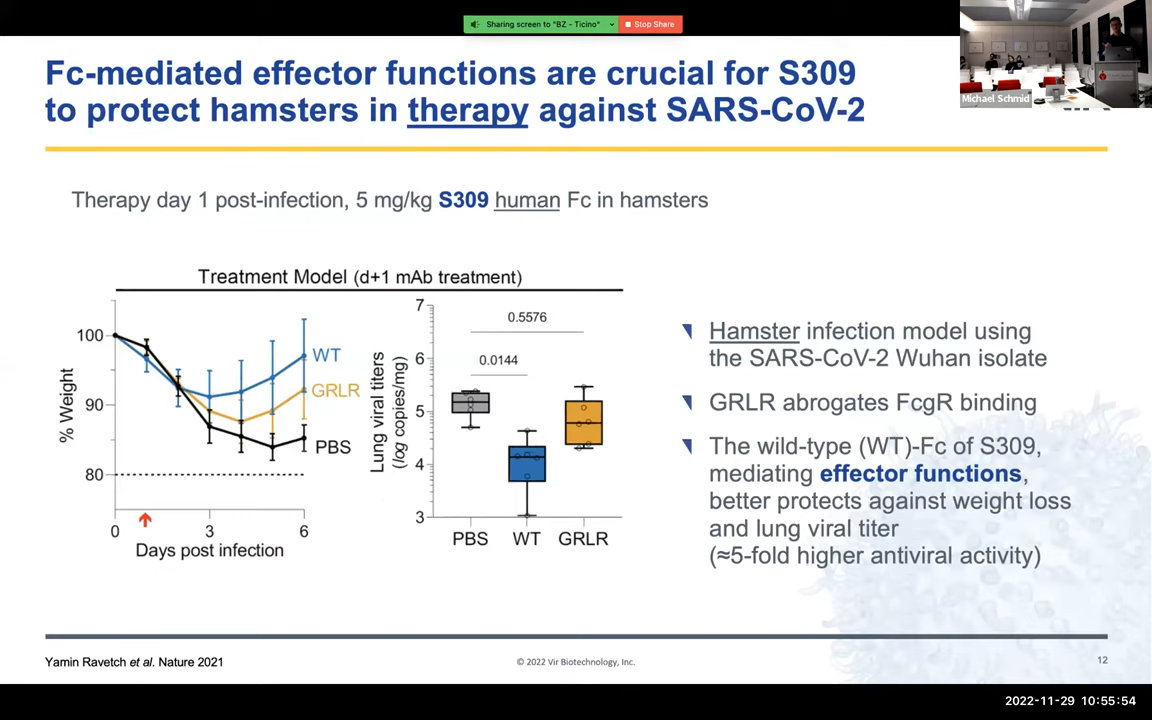 Sharing screen to "BZ - Ticino"
Stop Share
Michael Schmid
Fc-mediated effector functions are crucial for S309
to protect hamsters in therapy against SARS-CoV-2
Therapy day 1 post-infection, 5 mg/kg S309 human Fc in hamsters
Treatment Model (d+1 mAb treatment)
% Weight
100
90
80
0
3
6
Days post infection
WT
GRLR
PBS
Lung viral titers
(log copies/mg)
7
6
5
4
3
0.5576
0.0144
PBS
WT
GRLR
Hamster infection model using
the SARS-CoV-2 Wuhan isolate
GRLR abrogates FcgR binding
The wild-type (WT)-Fc of S309,
mediating effector functions,
better protects against weight loss
and lung viral titer
(≈5-fold higher antiviral activity)
Yamin Ravetch et al. Nature 2021
© 2022 Vir Biotechnology, Inc.
12
2022-11-29 10:55:54